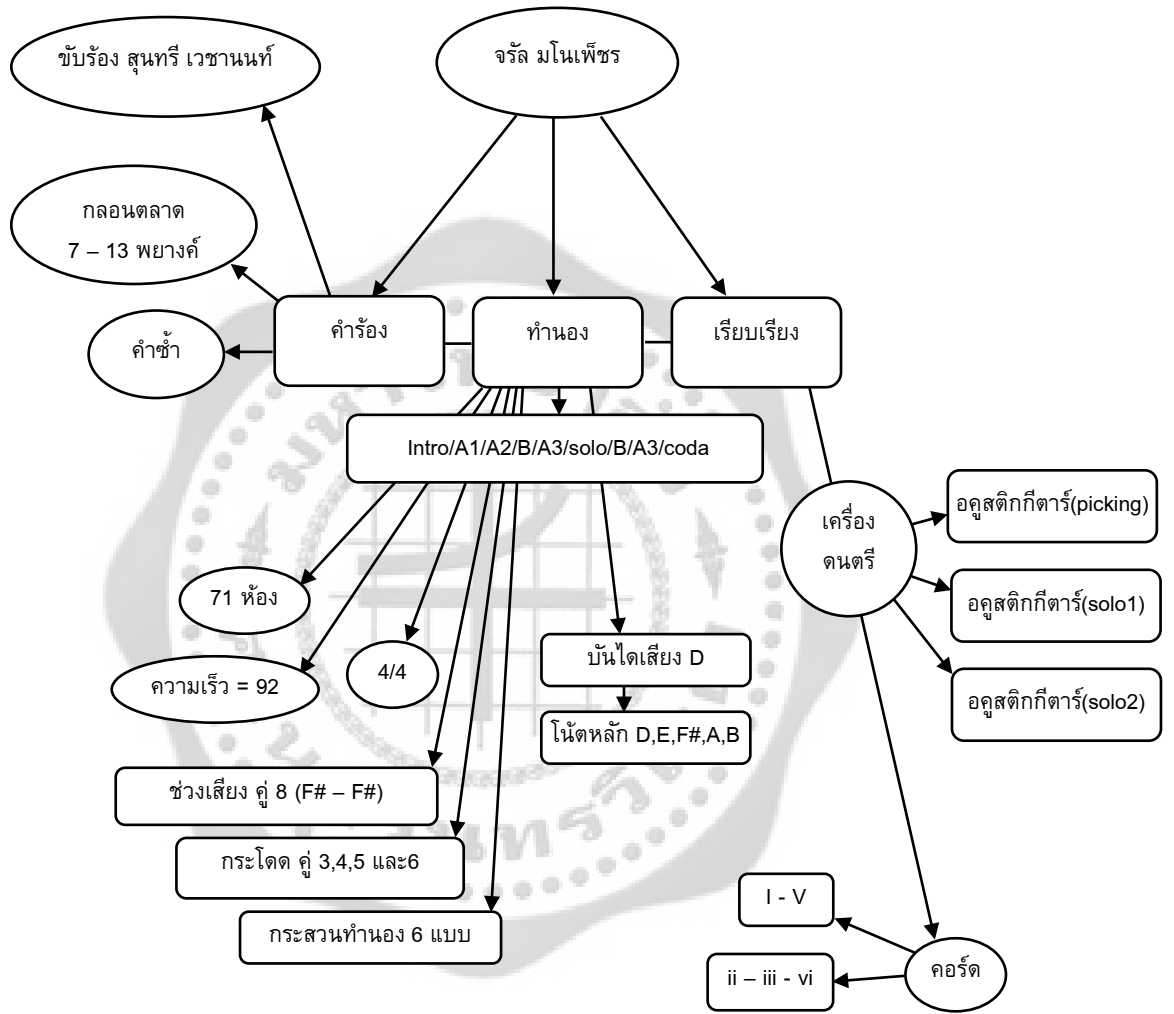 ขับร้อง สุนทรี เวชานนท์
จรัล มโนเพ็ชร
กลอนตลาด
7 – 13 พยางค์
คำร้อง
ทำนอง
เรียบเรียง
คำซ้ำ
Intro/A1/A2/B/A3/solo/B/A3/coda
เครื่อง
ดนตรี
อคูสติกกีตาร์(picking)
อคูสติกกีตาร์(solo1)
อคูสติกกีตาร์(solo2)
71 ห้อง
ความเร็ว = 92
4/4
บันไดเสียง D
โน้ตหลัก D,E,F#,A,B
ช่วงเสียง คู่ 8 (F# – F#)
กระโดด คู่ 3,4,5 และ6
กระสวนทำนอง 6 แบบ
I - V
ii – iii - vi
คอร์ด